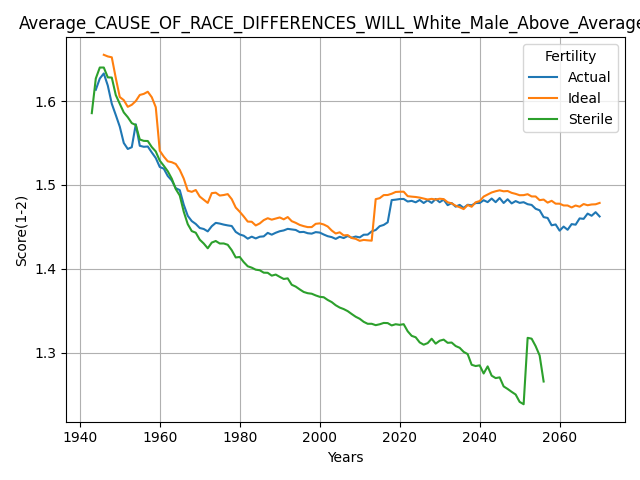 Average_CAUSE_OF_RACE_DIFFERENCES_WILL_White_Male_Above_Average
Fertility
Actual
Ideal
Sterile
Score(1-2)
1.6
1.5
1.4
1.3
1940 1960 1980 2000 2020 2040 2060
Years